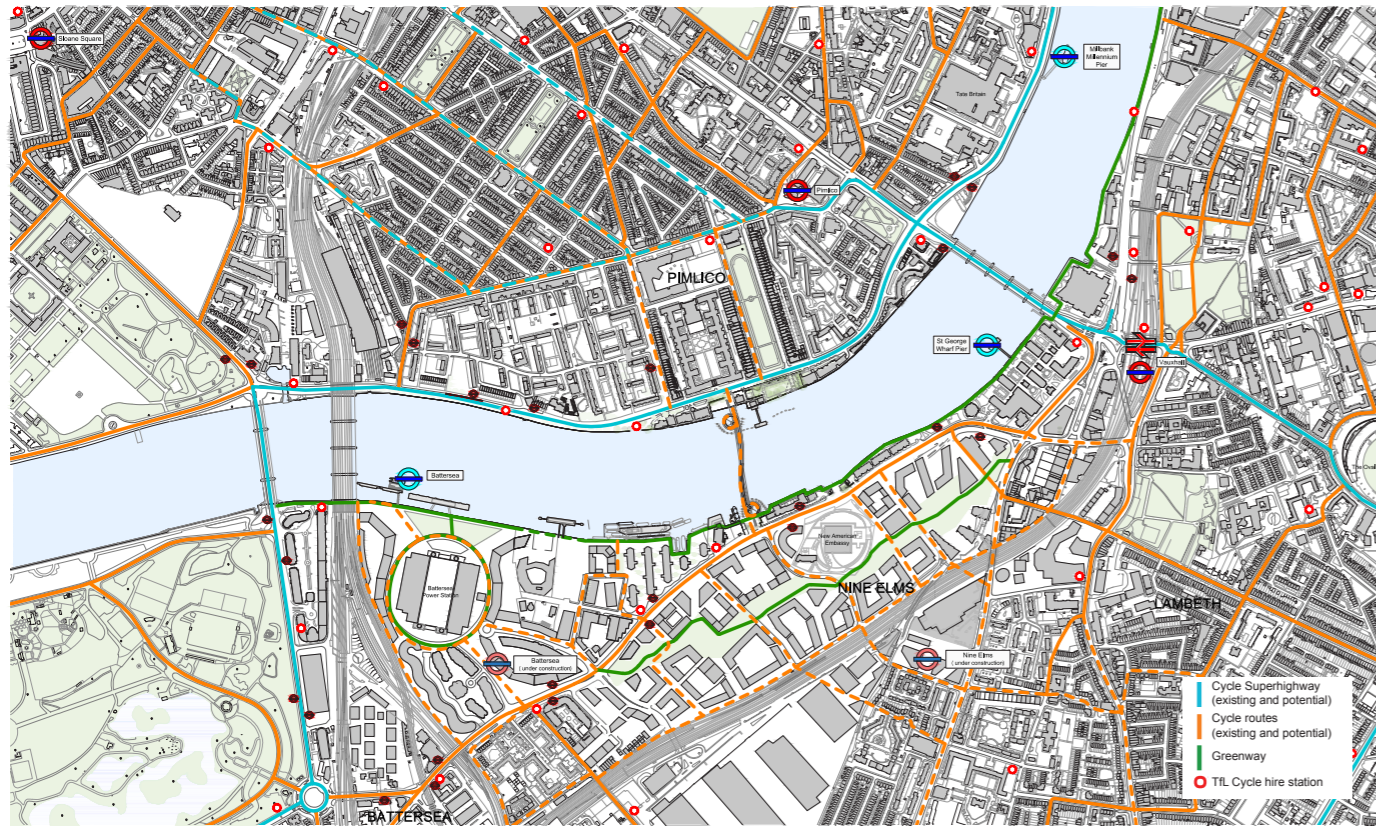 Sloane Square
Millbank
Millennium
Pier
Tate Britain
Pimlico
PIMLICO
St George
Wharf Pier
Vauxhall
The Oval
Battersea
New American
Embassy
Battersea
Power Station
NINE ELMS
LAMBETH
Battersea
( under construction)
Nine Elms
( under construction)
Cycle Superhighway
(existing and potential)
Cycle routes
(existing and potential)
Greenway
TfL Cycle hire station
BATTERSEA